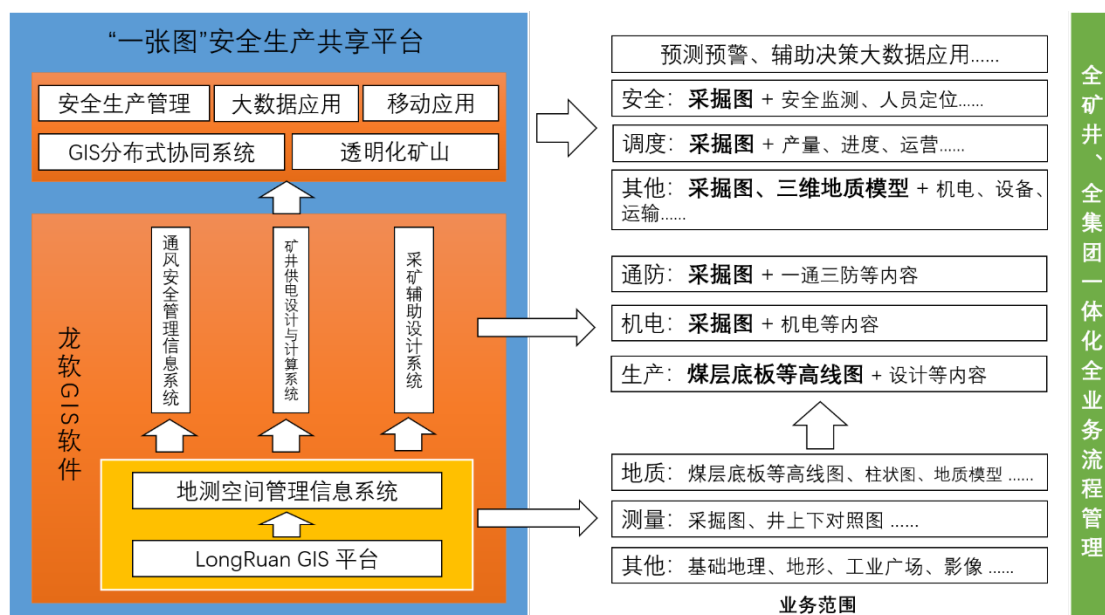 “一张图”安全生产共享平台
安全生产管理
大数据应用
移动应用
GIS分布式协同系统
透明化矿山
龙软GIS软件
通风安全管理信息系统
矿井供电设计与计算系统
采矿辅助设计系统
地测空间管理信息系统
LongRuan GIS 平台
预测预警、辅助决策大数据应用......
安全：采掘图 + 安全监测、人员定位......
调度：采掘图 + 产量、进度、运营......
其他：采掘图、三维地质模型 + 机电、设备、
运输......
通防：采掘图 + 一通三防等内容
机电：采掘图 + 机电等内容
生产：煤层底板等高线图 + 设计等内容
地质：煤层底板等高线图、柱状图、地质模型 ......
测量：采掘图、井上下对照图 ......
其他：基础地理、地形、工业广场、影像 ......
业务范围
全矿井、全集团一体化全业务流程管理